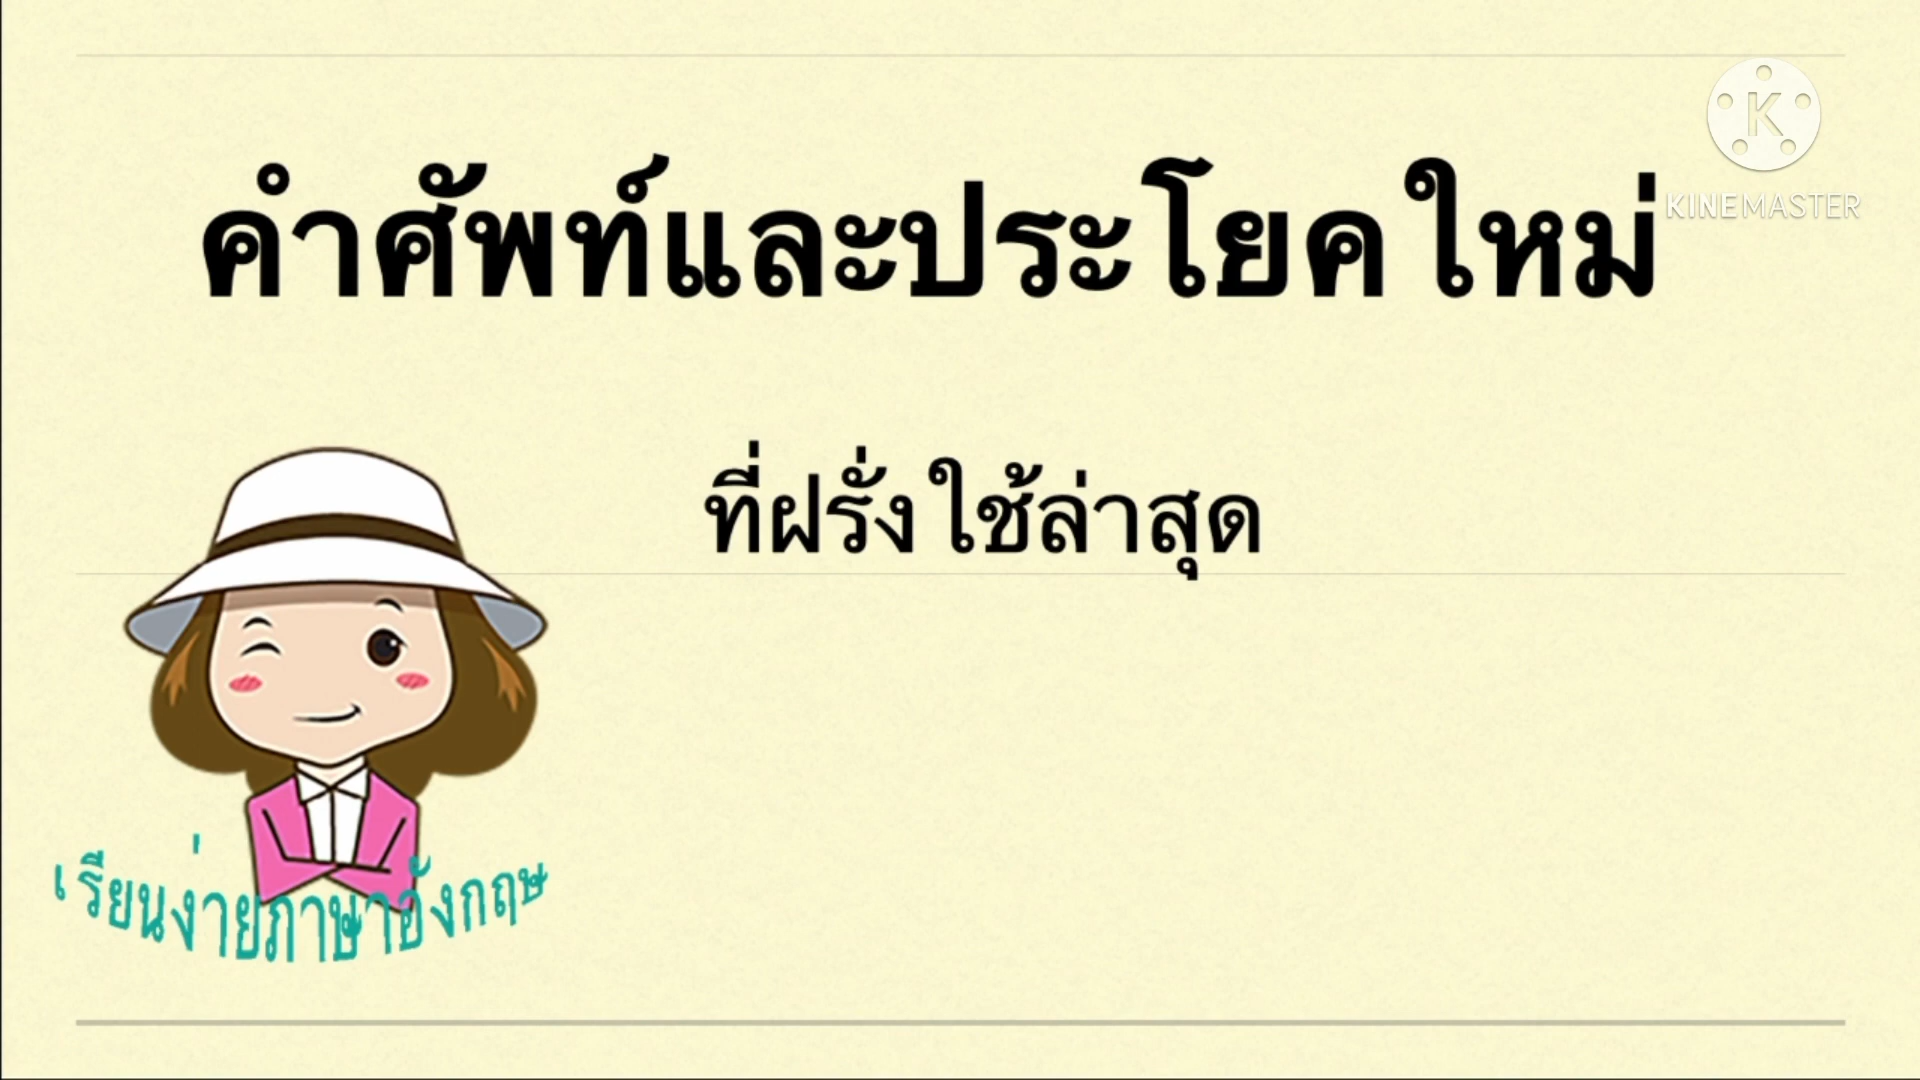 คำศัพท์และประโยคใหม่
KINEMASTER
ที่ฝรั่งใช้ล่าสุด
เรียนง่ายภาษาอังกฤษ